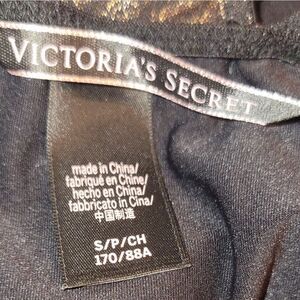 VICTORIA'S SECRET
made in China/
fabriqué en Chine/
hecho en China/
fabbricato in Cina/
中国制造
S/P/CH
170/88A